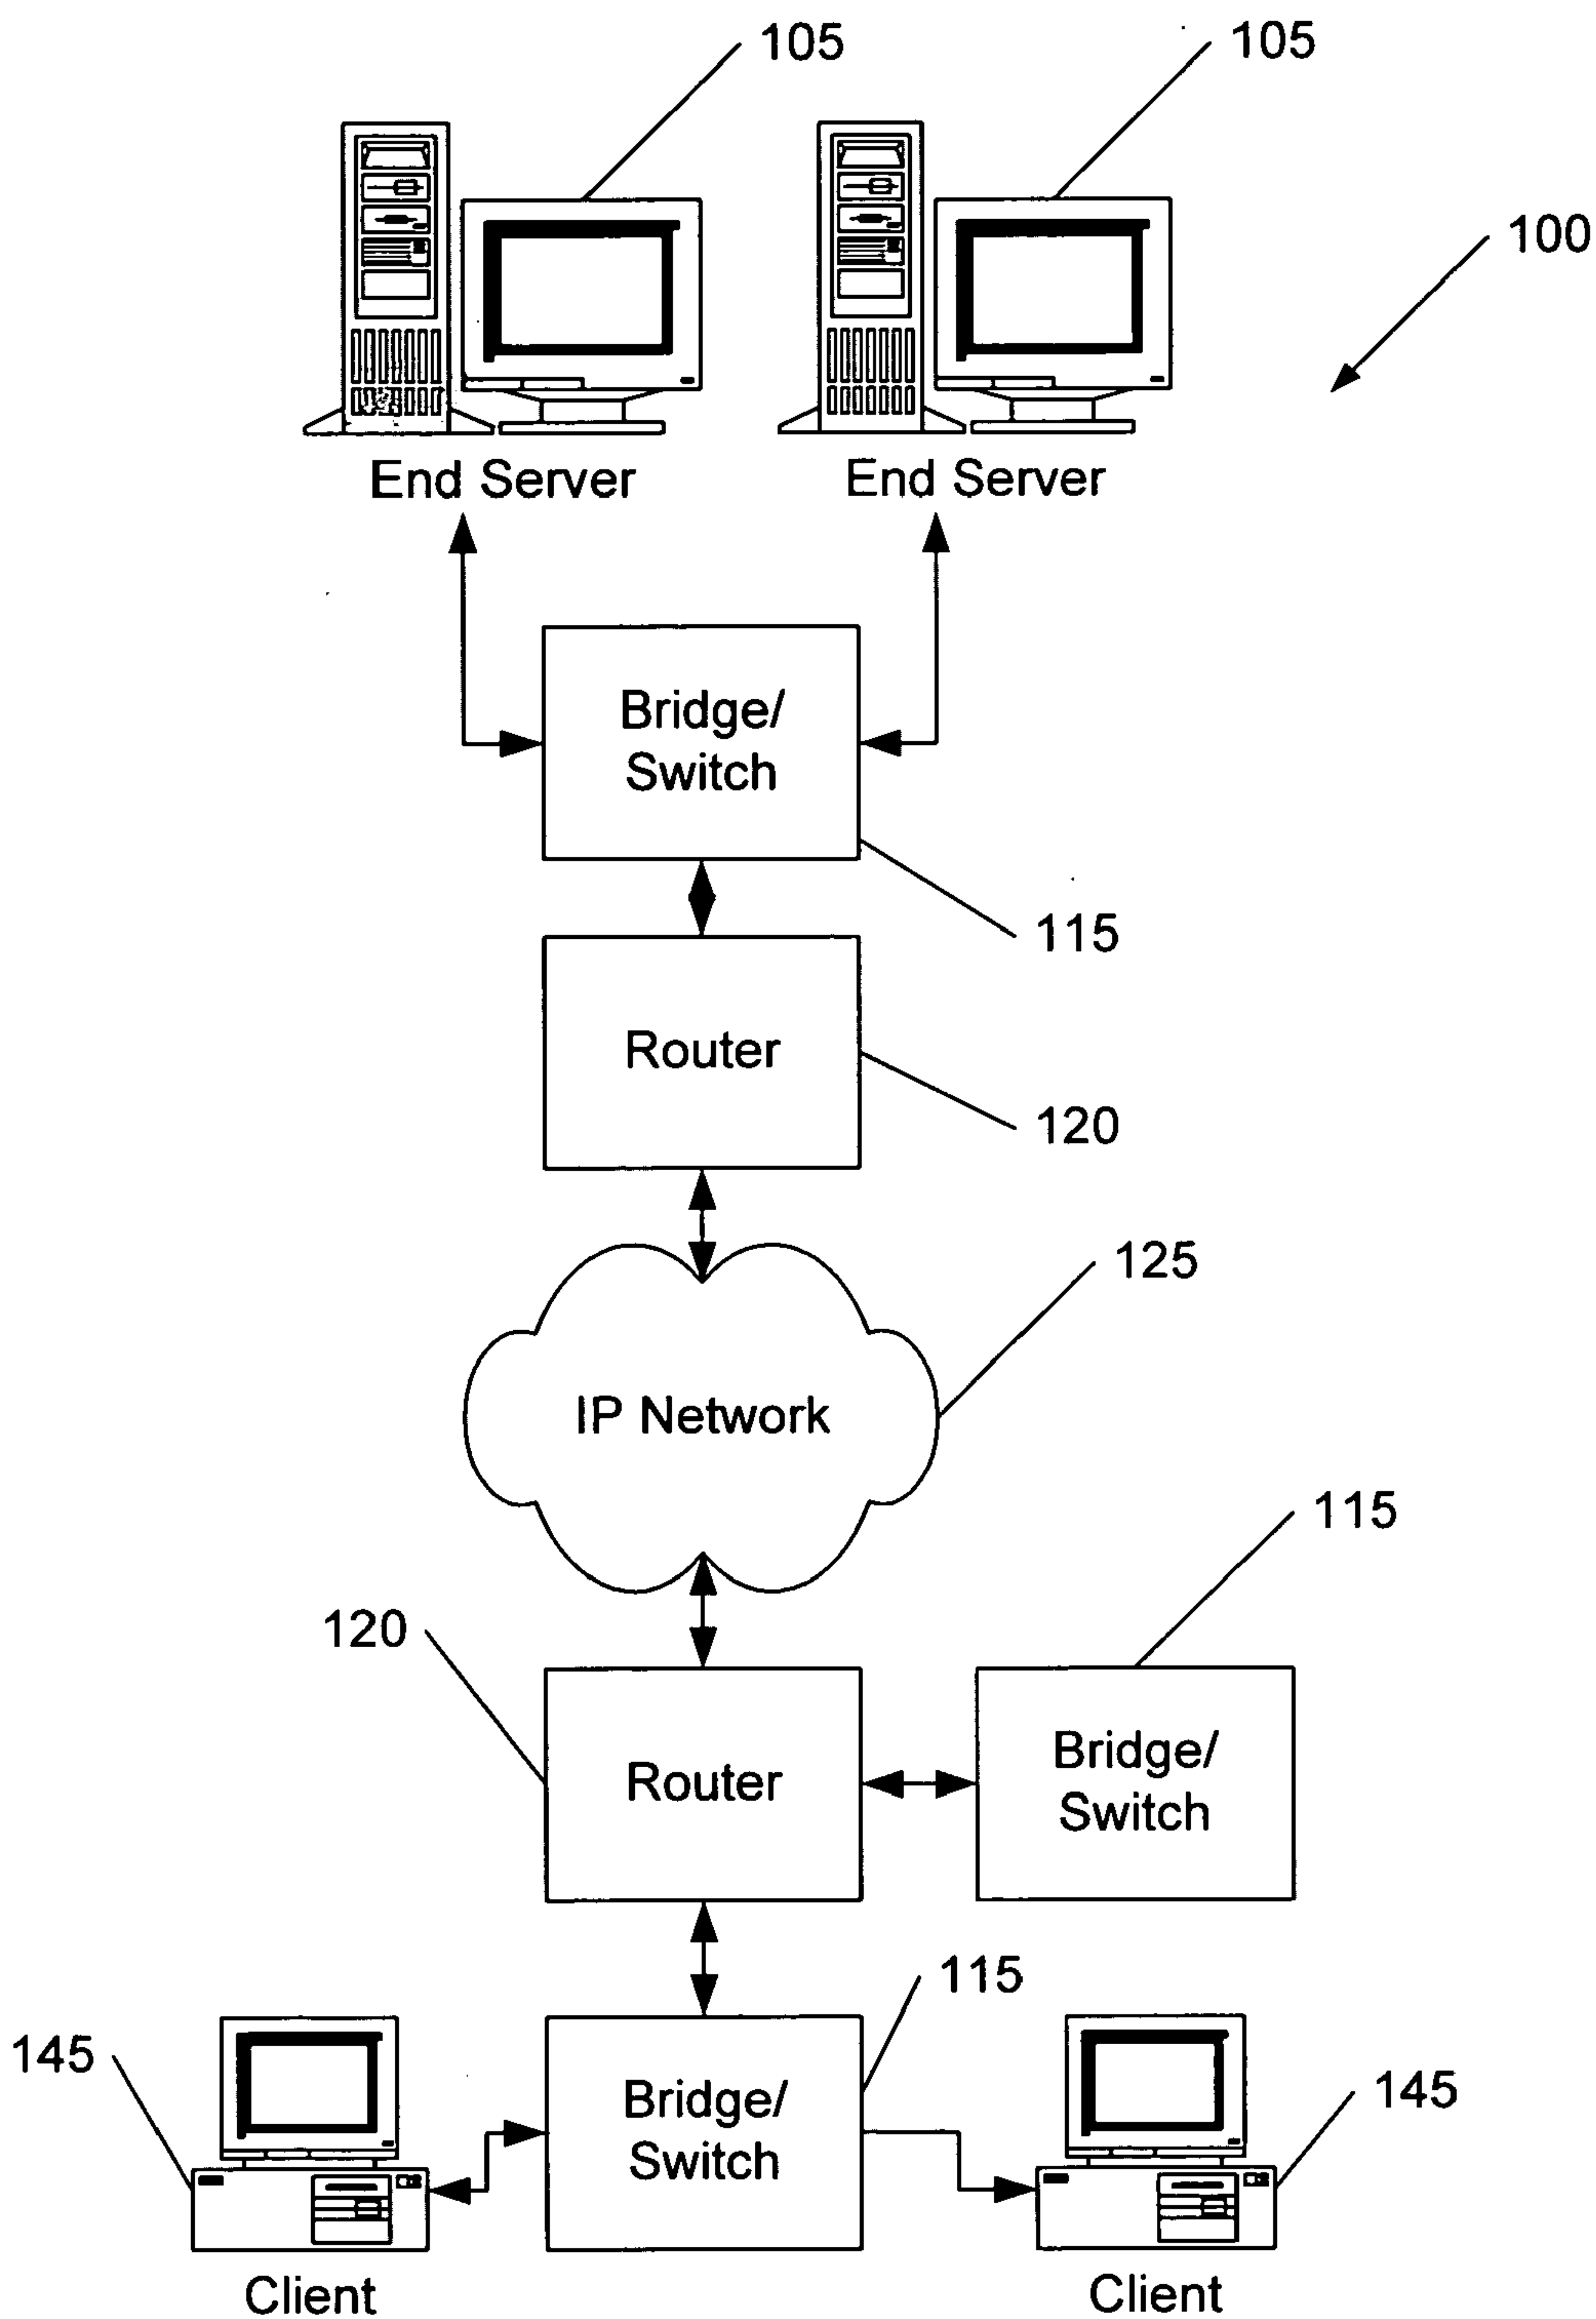 105
105
100
End Server
End Server
Bridge/
Switch
115
Router
120
125
IP Network
115
120
Router
Bridge/
Switch
115
145
Bridge/
Switch
145
Client
Client